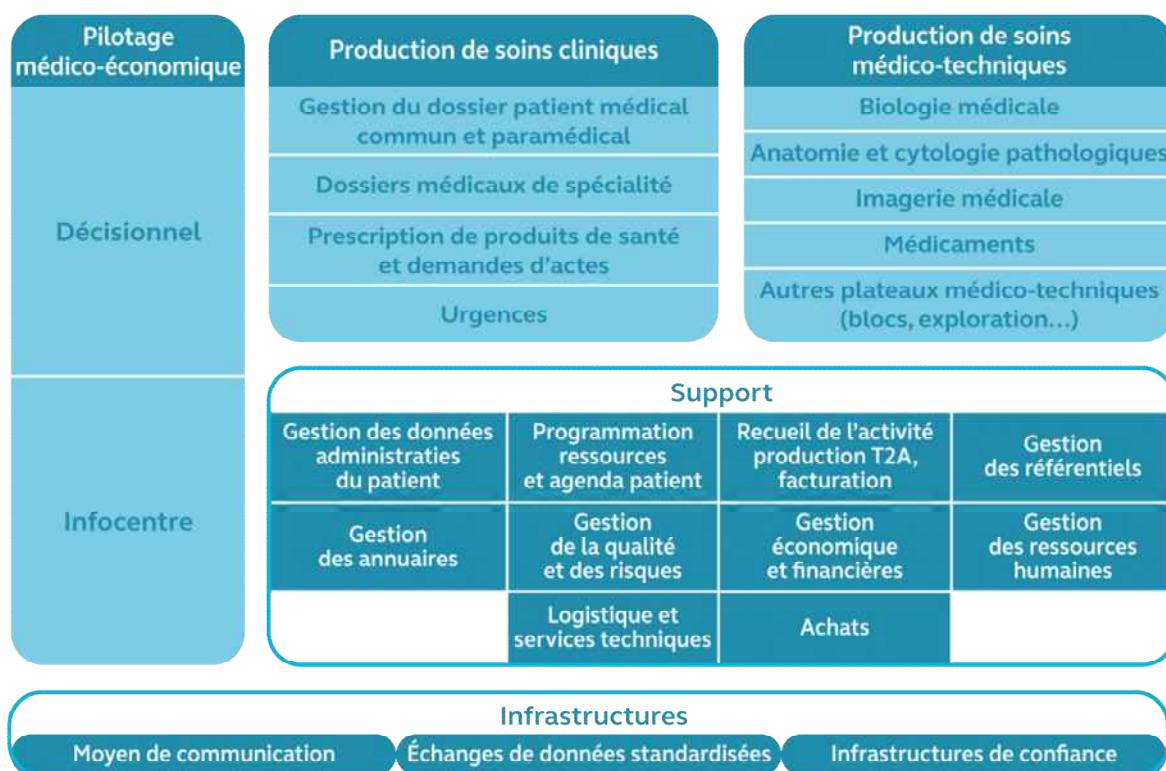 Pilotage
médico-économique
Décisionnel
Infocentre
Production de soins cliniques
Gestion du dossier patient médical
commun et paramédical
Dossiers médicaux de spécialité
Prescription de produits de santé
et demandes d'actes
Urgences
Production de soins
médico-techniques
Biologie médicale
Anatomie et cytologie pathologiques
Imagerie médicale
Médicaments
Autres plateaux médico-techniques
(blocs, exploration...)
Support
Gestion des données
administraties
du patient
Programmation
ressources
et agenda patient
Recueil de l'activité
production T2A,
facturation
Gestion
des référentiels
Gestion
des annuaires
Gestion
de la qualité
et des risques
Gestion
économique
et financières
Gestion
des ressources
humaines
Logistique et
services techniques
Achats
Infrastructures
Moyen de communication
Échanges de données standardisées
Infrastructures de confiance